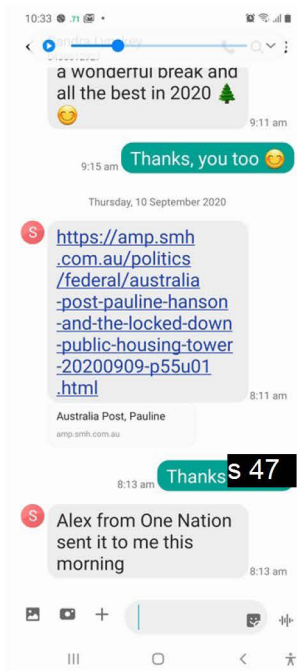 10:33
.71
a wonderful break and
all the best in 2020
9:11 am
9:15 am
Thanks, you too
Thursday, 10 September 2020
S
https://amp.smh
.com.au/politics
/federal/australia
-post-pauline-hanson
-and-the-locked-down
-public-housing-tower
-20200909-p55u01
.html
8:11 am
Australia Post, Pauline
amp.smh.com.au
8:13 am
Thanks
s 47
S
Alex from One Nation
sent it to me this
morning
8:13 am